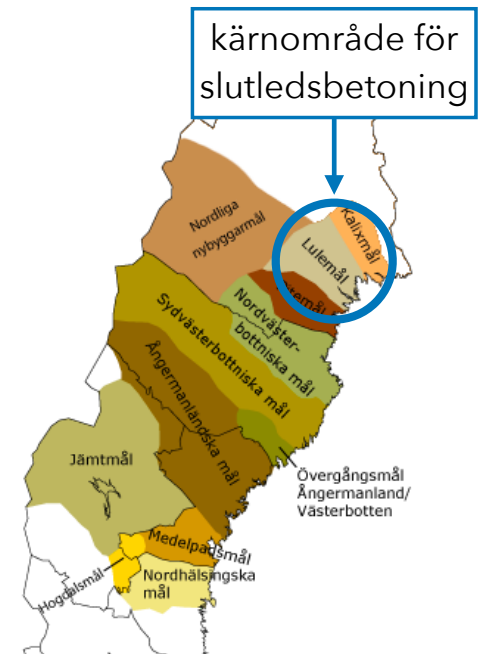 kärnområde för
slutledsbetoning
Nordliga
nybyggarmål
Kalixmål
Lulemål
Nordväster-
bottniska mål
Sydvästerbottniska mål
Ångermanländska mål
Jämtmål
Övergångsmål
Ångermanland/
Västerbotten
Medelpadsmål
Hogdalsmål
Nordhälsingska
mål